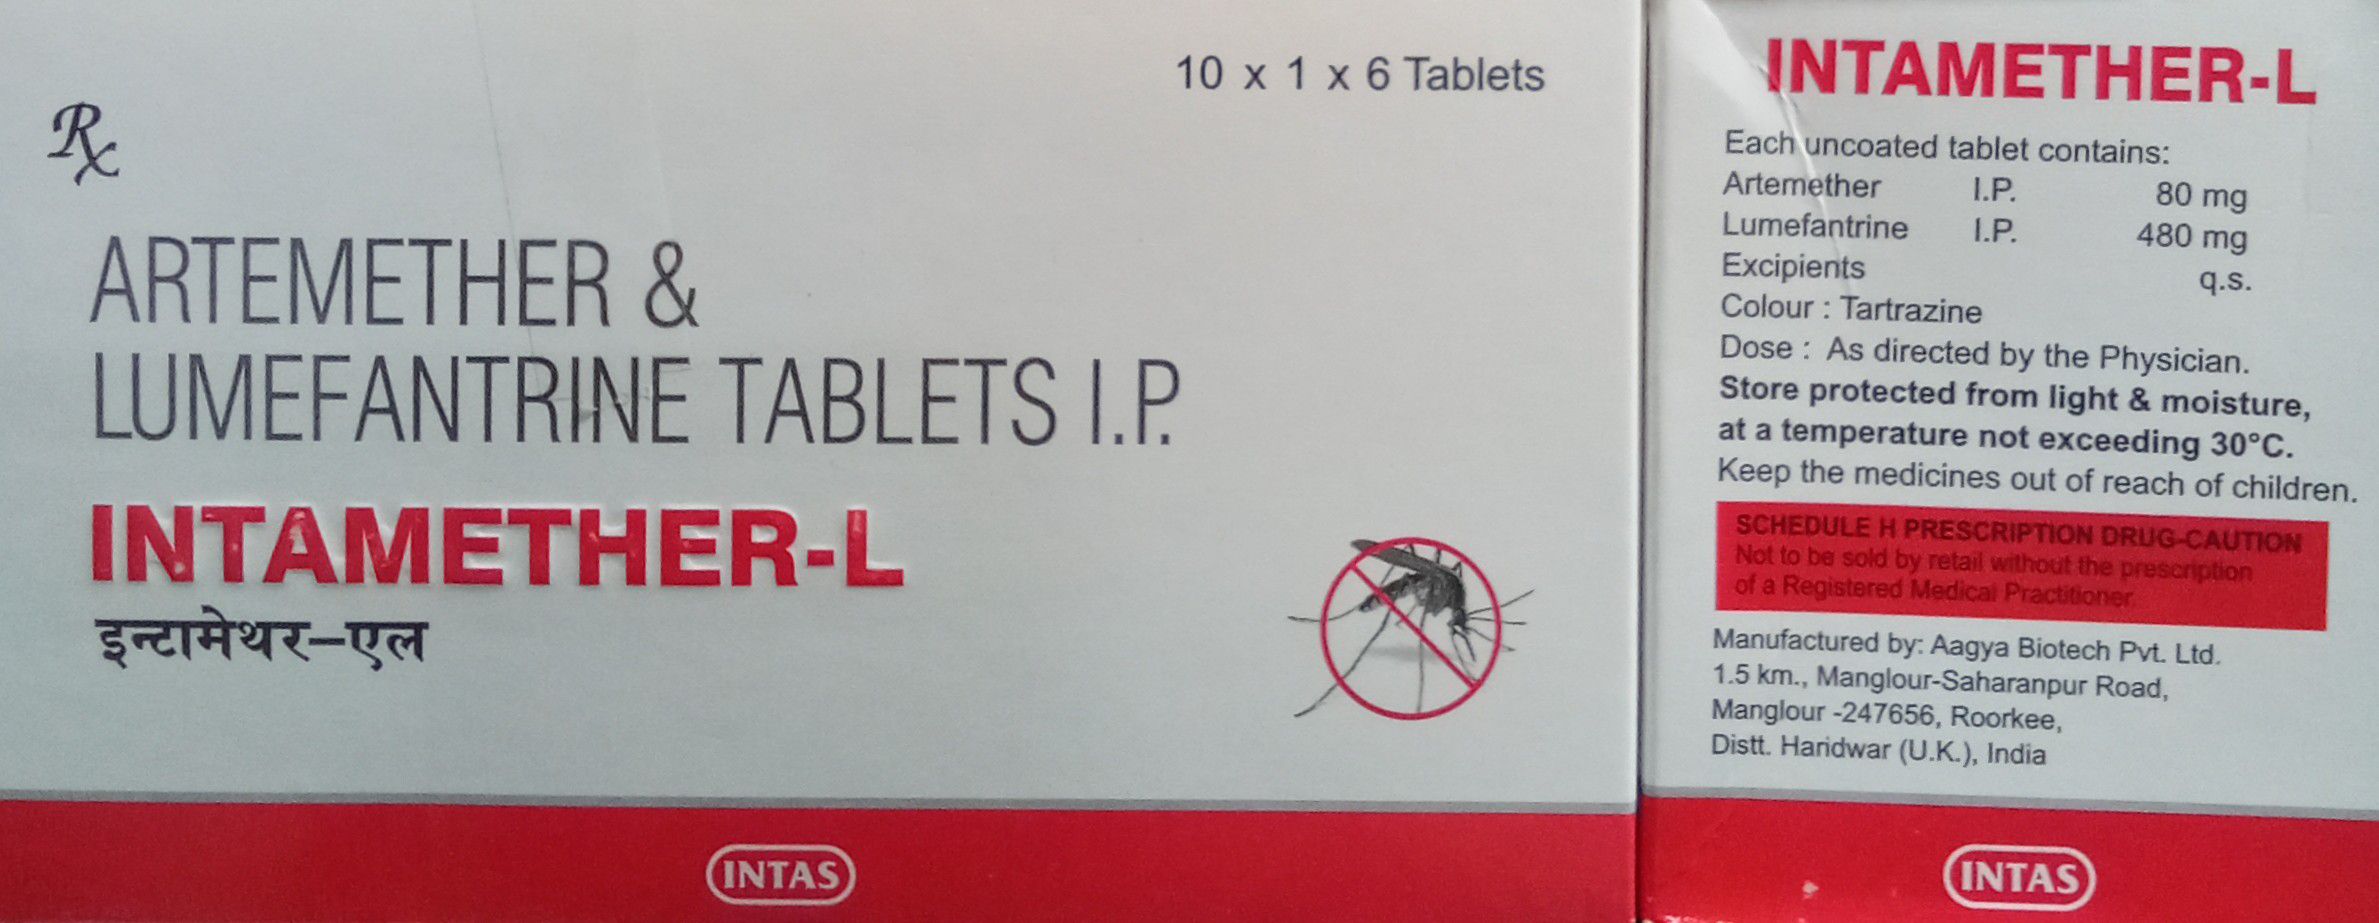 10 x 1 x 6 Tablets
Rx
ARTEMETHER &
LUMEFANTRINE TABLETS I.P.
INTAMETHER-L
इन्टामेथर-एल
INTAS
INTAMETHER-L
Each uncoated tablet contains:
Artemether I.P. 80 mg
Lumefantrine I.P. 480 mg
Excipients q.s.
Colour : Tartrazine
Dose : As directed by the Physician.
Store protected from light & moisture,
at a temperature not exceeding 30°C.
Keep the medicines out of reach of children.
SCHEDULE H PRESCRIPTION DRUG-CAUTION
Not to be sold by retail without the prescription
of a Registered Medical Practitioner.
Manufactured by: Aagya Biotech Pvt. Ltd.
1.5 km., Manglour-Saharanpur Road,
Manglour -247656, Roorkee,
Distt. Haridwar (U.K.), India
INTAS